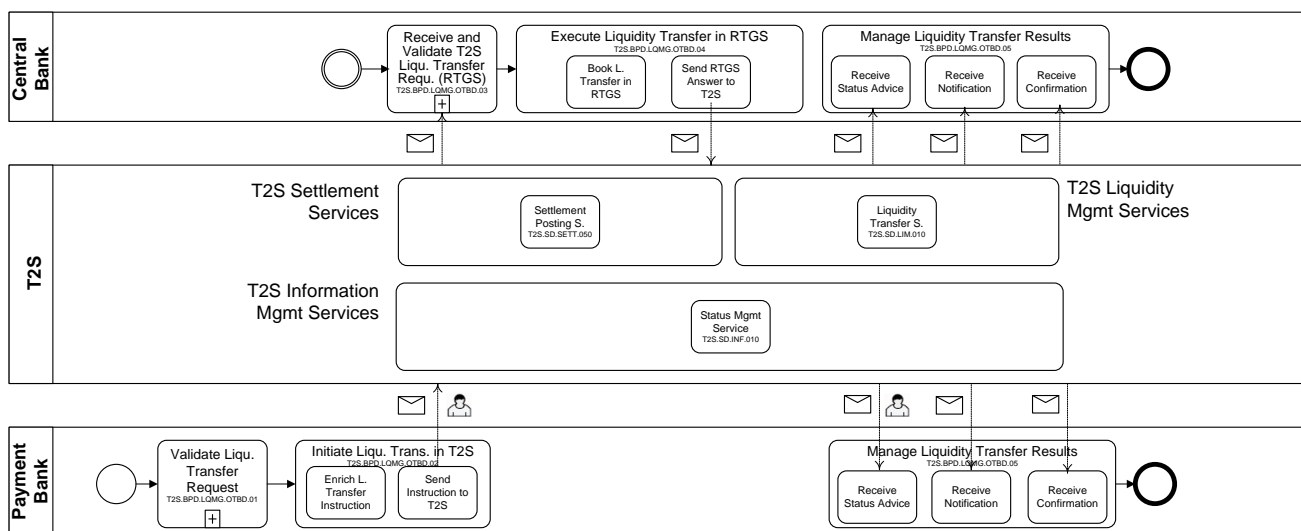 Central
Bank
Receive and
Validate T2S
Liqu. Transfer
Requ. (RTGS)
T2S.BPD.LQMG.OTBD.03
Execute Liquidity Transfer in RTGS
T2S.BPD.LQMG.OTBD.04
Book L.
Transfer in
RTGS
Send RTGS
Answer to
T2S
Manage Liquidity Transfer Results
T2S.BPD.LQMG.OTBD.05
Receive
Status Advice
Receive
Notification
Receive
Confirmation
T2S
T2S Settlement
Services
Settlement
Posting S.
T2S.SD.SETT.050
Liquidity
Transfer S.
T2S.SD.LIM.010
T2S Liquidity
Mgmt Services
T2S Information
Mgmt Services
Status Mgmt
Service
T2S.SD.INF.010
Payment
Bank
Validate Liqu.
Transfer
Request
T2S.BPD.LQMG.OTBD.01
Initiate Liqu. Trans. in T2S
T2S.BPD.LQMG.OTBD.02
Enrich L.
Transfer
Instruction
Send
Instruction to
T2S
Manage Liquidity Transfer Results
T2S.BPD.LQMG.OTBD.05
Receive
Status Advice
Receive
Notification
Receive
Confirmation